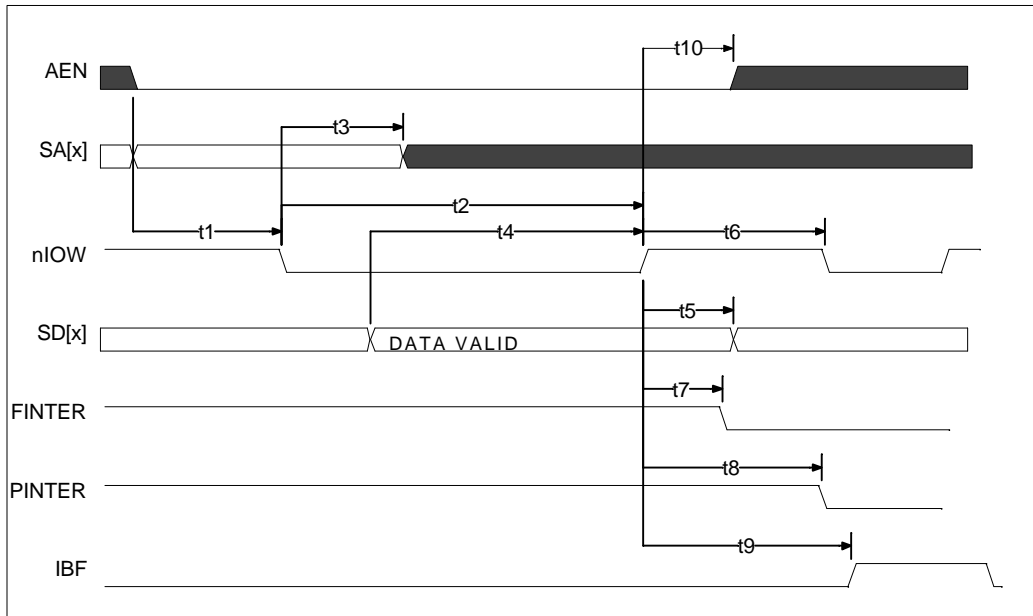 t10
AEN
t3
SA[x]
t2
t1
t4
t6
nIOW
t5
SD[x]
DATA VALID
t7
FINTER
t8
PINTER
t9
IBF